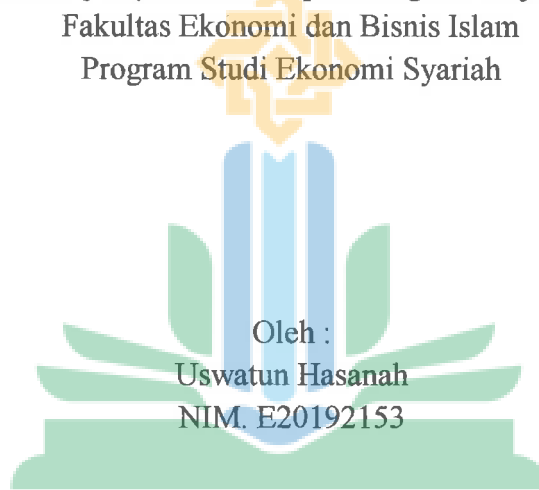 Fakultas Ekonomi dan Bisnis Islam
Program Studi Ekonomi Syariah
Oleh :
Uswatun Hasanah
NIM. E20192153